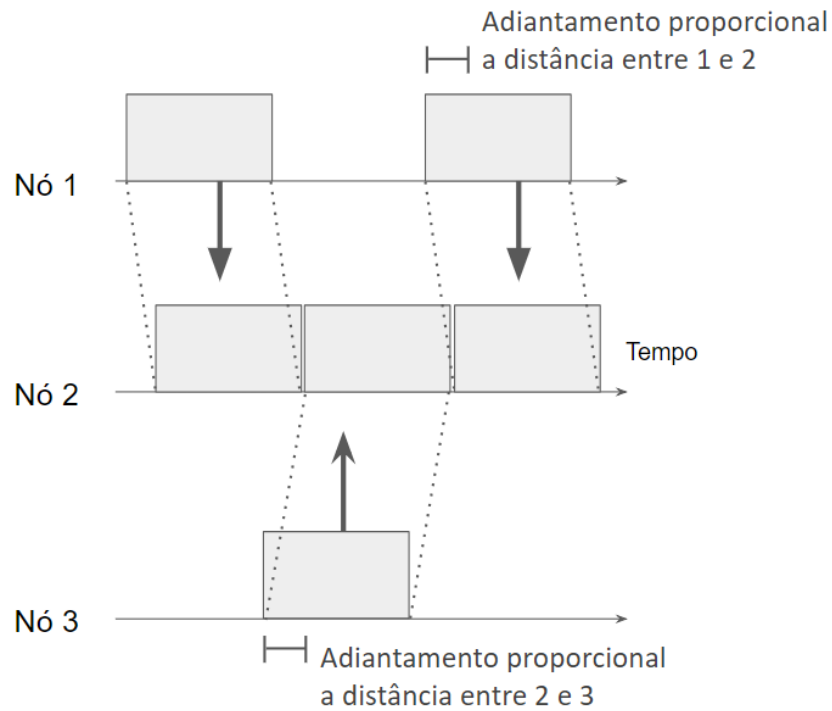 Adiantamento proporcional
a distância entre 1 e 2
Nó 1
Tempo
Nó 2
Nó 3
Adiantamento proporcional
a distância entre 2 e 3